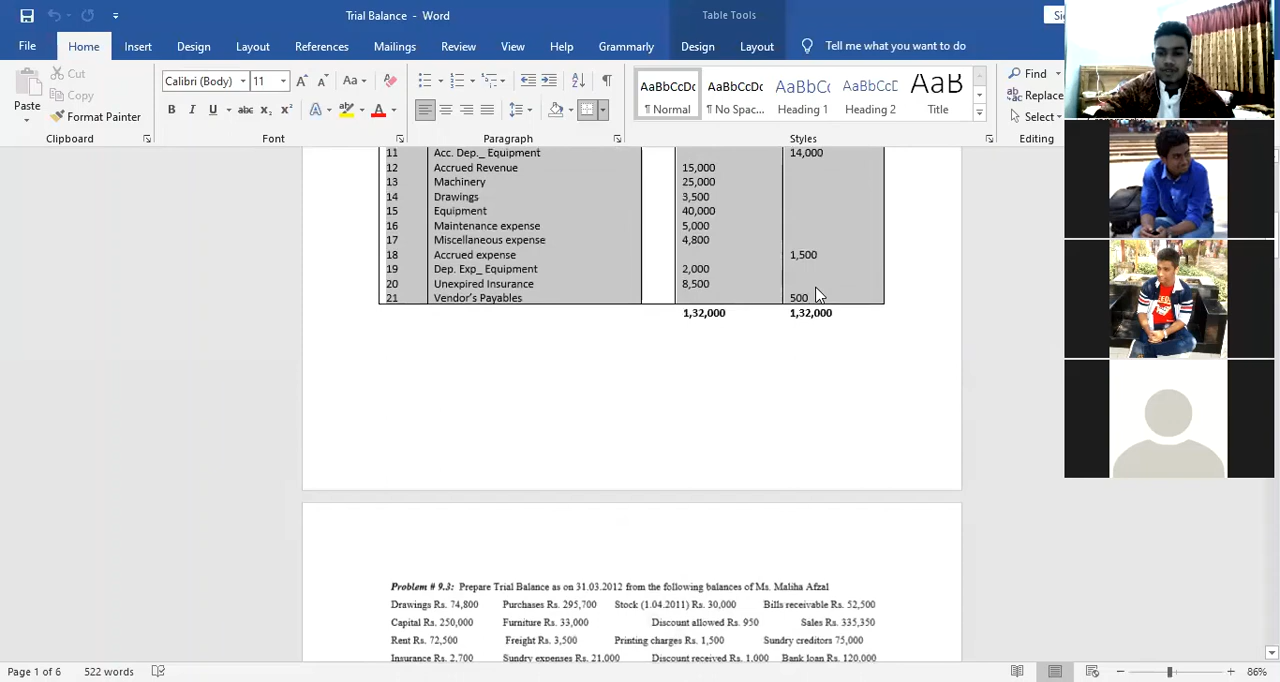 Trial Balance - Word
Table Tools
File Home Insert Design Layout References Mailings Review View Help Grammarly Design Layout Tell me what you want to do
Paste
Cut
Copy
Format Painter
Calibri (Body) 11
Clipboard Font Paragraph Styles Editing
AaBbCcDc AaBbCcDc AaBbCc AaBbCcD AaB
¶ Normal ¶ No Spac... Heading 1 Heading 2 Title
Find
Replace
Select
11 Acc. Dep._ Equipment 14,000
12 Accrued Revenue 15,000
13 Machinery 25,000
14 Drawings 3,500
15 Equipment 40,000
16 Maintenance expense 5,000
17 Miscellaneous expense 4,800
18 Accrued expense 1,500
19 Dep. Exp_ Equipment 2,000
20 Unexpired Insurance 8,500
21 Vendor's Payables 500
1,32,000 1,32,000
Problem # 9.3: Prepare Trial Balance as on 31.03.2012 from the following balances of Ms. Maliha Afzal
Drawings Rs. 74,800 Purchases Rs. 295,700 Stock (1.04.2011) Rs. 30,000 Bills receivable Rs. 52,500
Capital Rs. 250,000 Furniture Rs. 33,000 Discount allowed Rs. 950 Sales Rs. 335,350
Rent Rs. 72,500 Freight Rs. 3,500 Printing charges Rs. 1,500 Sundry creditors 75,000
Insurance Rs. 2,700 Sundry expenses Rs. 21,000 Discount received Rs. 1,000 Bank loan Rs. 120,000
Page 1 of 6 522 words 86%